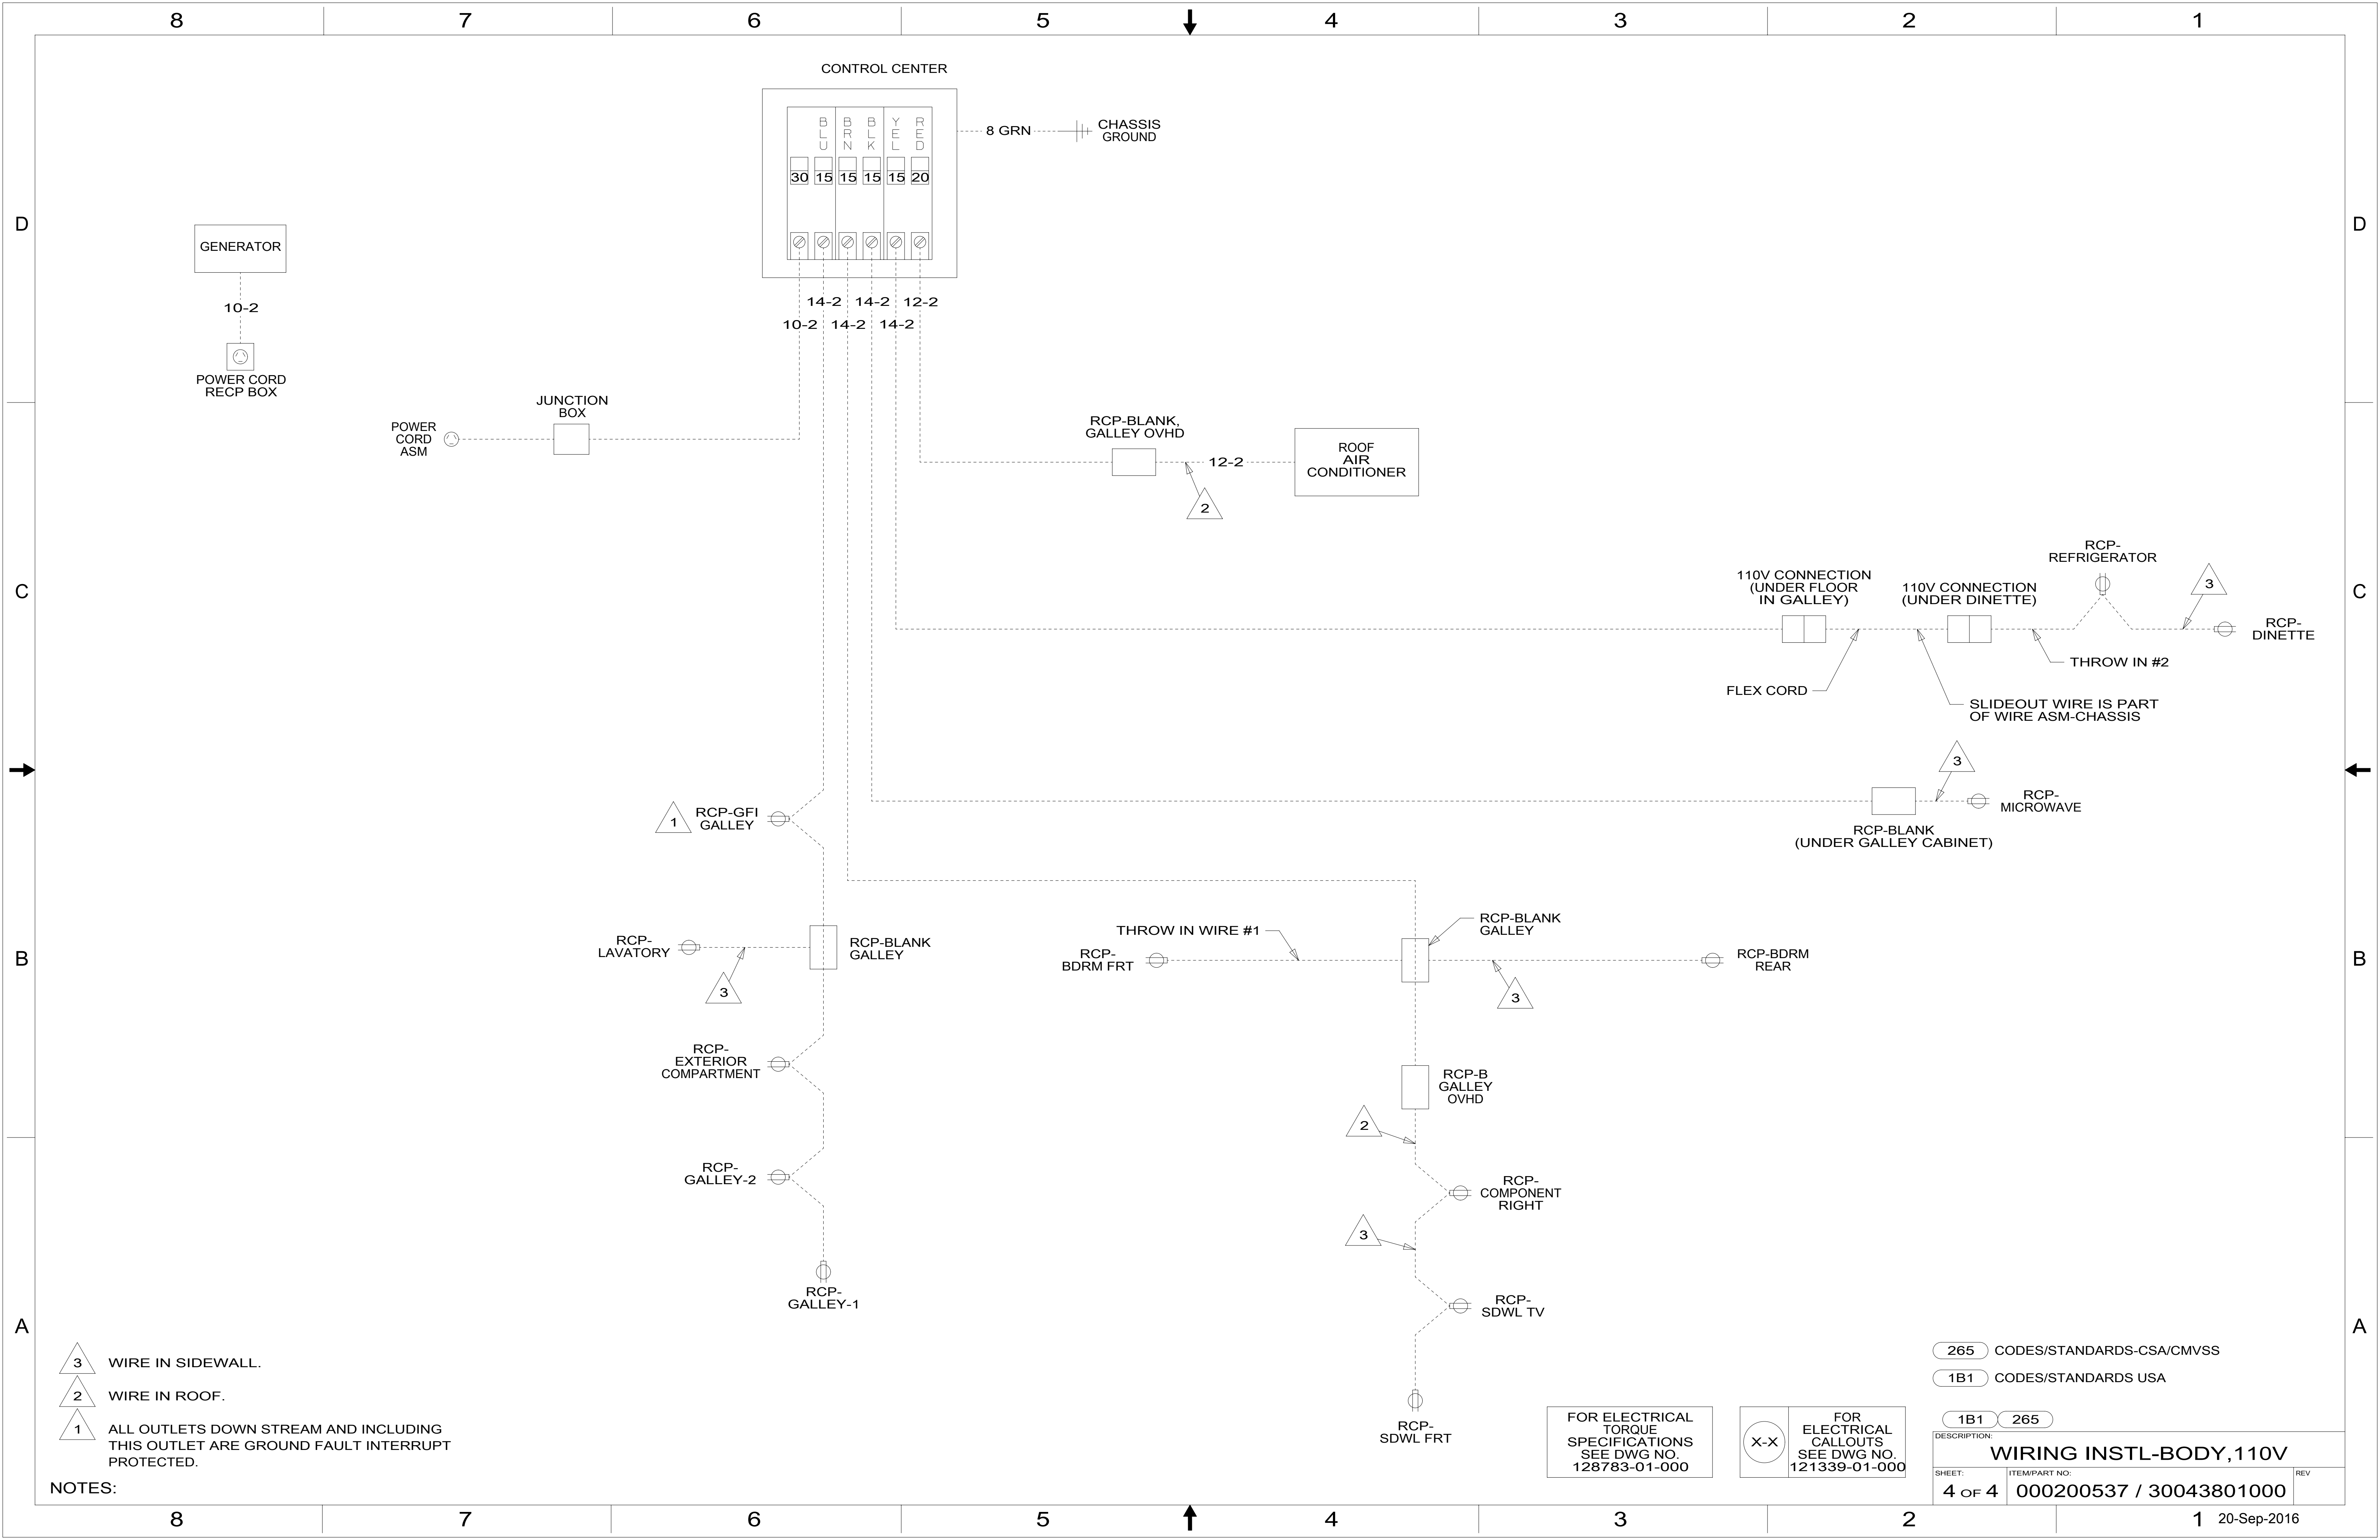 8 7 6 5 4 3 2 1
CONTROL CENTER
BLU BRN BLK YEL RED
30 15 15 15 15 20
8 GRN
CHASSIS
GROUND
D
D
GENERATOR
10-2
POWER CORD
RECP BOX
14-2 14-2 12-2
10-2 14-2 14-2
JUNCTION
BOX
POWER
CORD
ASM
RCP-BLANK,
GALLEY OVHD
12-2
2
ROOF
AIR
CONDITIONER
C
C
110V CONNECTION
(UNDER FLOOR
IN GALLEY)
110V CONNECTION
(UNDER DINETTE)
RCP-
REFRIGERATOR
3
RCP-
DINETTE
THROW IN #2
FLEX CORD
SLIDEOUT WIRE IS PART
OF WIRE ASM-CHASSIS
3
RCP-
MICROWAVE
RCP-BLANK
(UNDER GALLEY CABINET)
1
RCP-GFI
GALLEY
B
B
RCP-
LAVATORY
3
RCP-BLANK
GALLEY
THROW IN WIRE #1
RCP-BLANK
GALLEY
RCP-
BDRM FRT
RCP-BDRM
REAR
3
RCP-
EXTERIOR
COMPARTMENT
RCP-B
GALLEY
OVHD
2
RCP-
GALLEY-2
RCP-
COMPONENT
RIGHT
3
RCP-
GALLEY-1
RCP-
SDWL TV
RCP-
SDWL FRT
A
A
3 WIRE IN SIDEWALL.
2 WIRE IN ROOF.
1 ALL OUTLETS DOWN STREAM AND INCLUDING
THIS OUTLET ARE GROUND FAULT INTERRUPT
PROTECTED.
NOTES:
FOR ELECTRICAL
TORQUE
SPECIFICATIONS
SEE DWG NO.
128783-01-000
X-X
FOR
ELECTRICAL
CALLOUTS
SEE DWG NO.
121339-01-000
265 CODES/STANDARDS-CSA/CMVSS
1B1 CODES/STANDARDS USA
1B1 265
DESCRIPTION:
WIRING INSTL-BODY,110V
SHEET: ITEM/PART NO: REV
4 OF 4 000200537 / 30043801000
8 7 6 5 4 3 2 1
20-Sep-2016